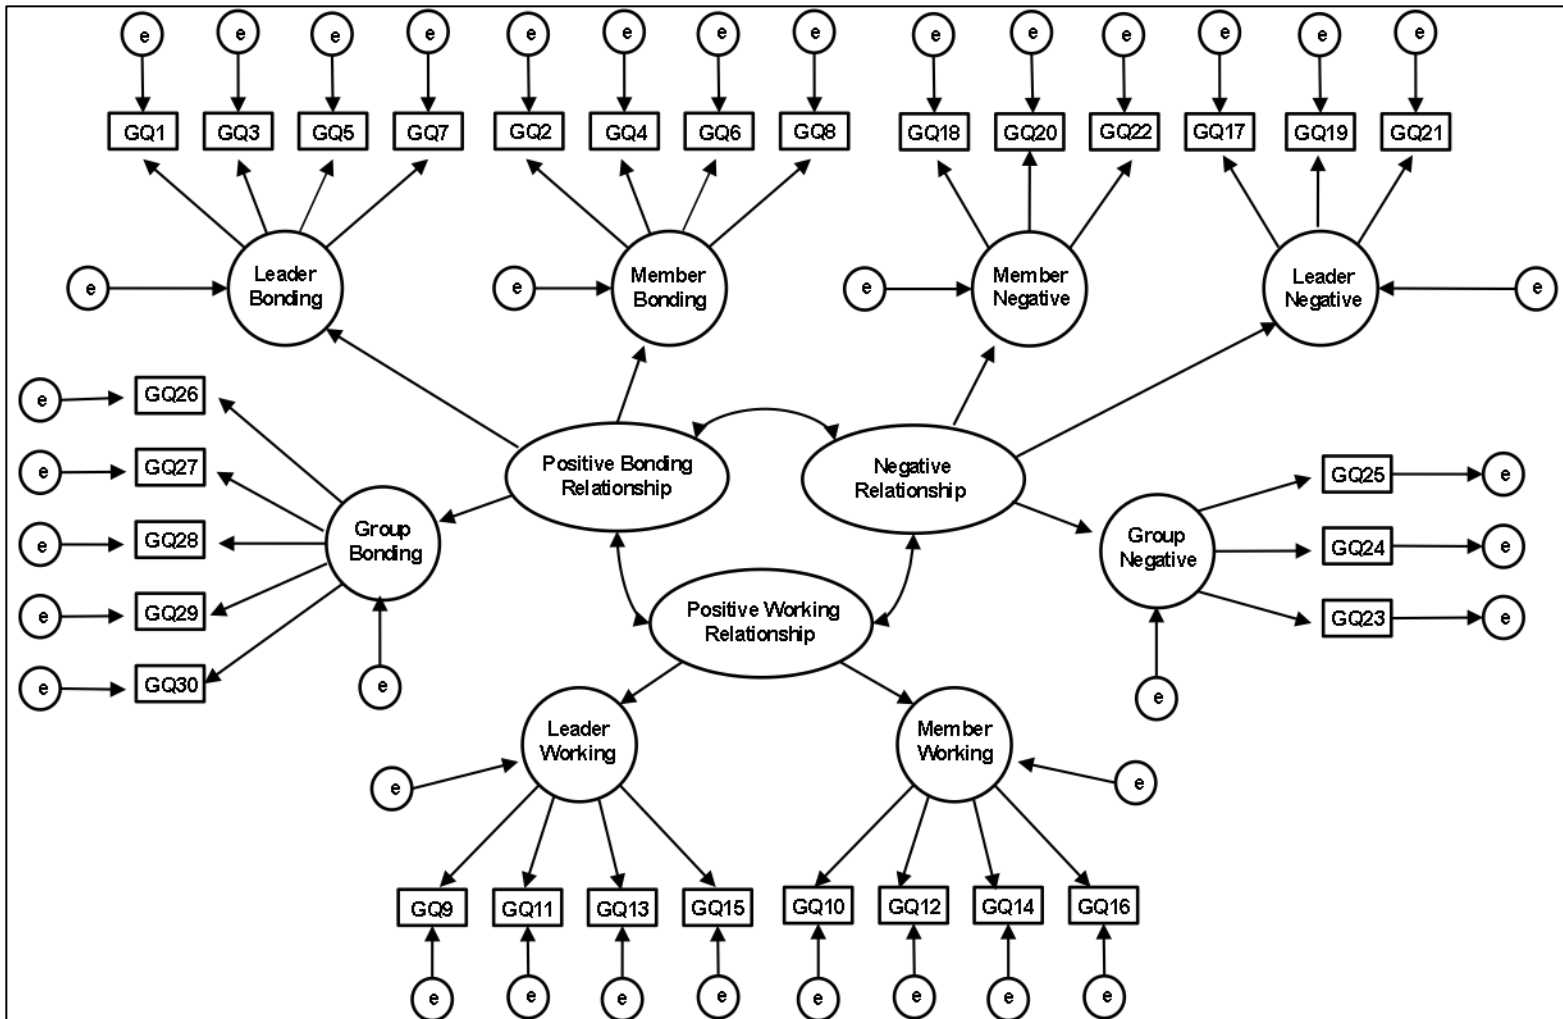 e e e e e e e e e e e e e e
GQ1 GQ3 GQ5 GQ7 GQ2 GQ4 GQ6 GQ8 GQ18 GQ20 GQ22 GQ17 GQ19 GQ21
e
Leader
Bonding
e
Member
Bonding
e
Member
Negative
Leader
Negative
e
e GQ26
e GQ27
e GQ28
e GQ29
e GQ30
Group
Bonding
e
Positive Bonding
Relationship
Negative
Relationship
Group
Negative
e
GQ25 e
GQ24 e
GQ23 e
Positive Working
Relationship
e
Leader
Working
Member
Working
e
GQ9 GQ11 GQ13 GQ15 GQ10 GQ12 GQ14 GQ16
e e e e e e e e